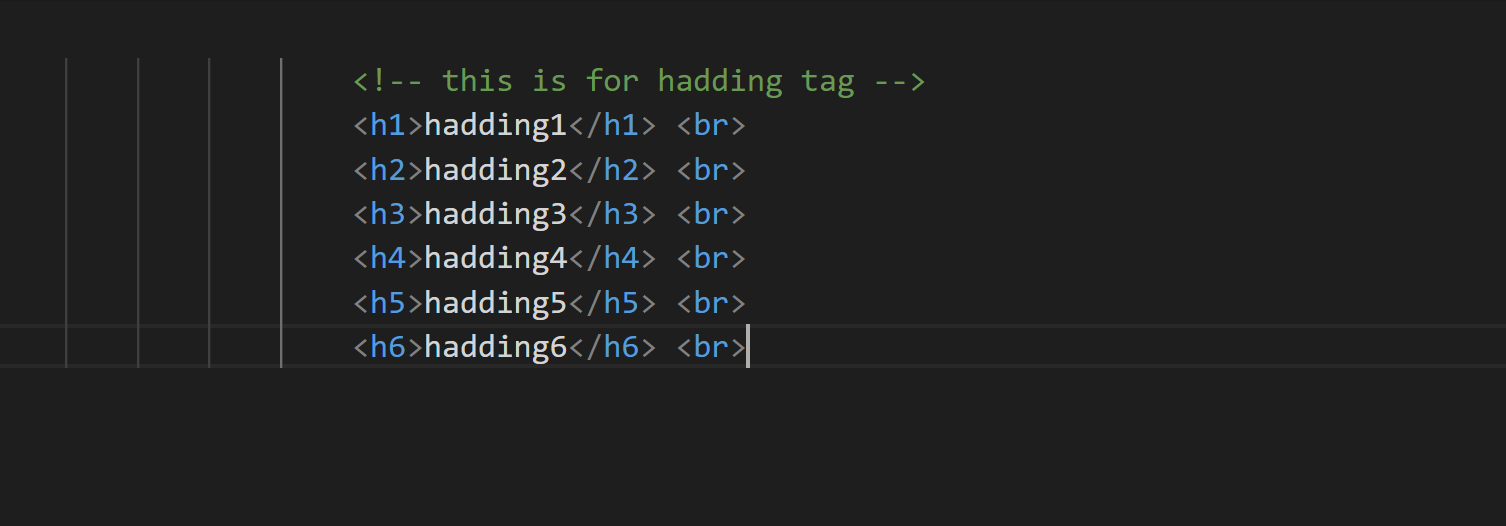 <!-- this is for hadding tag -->
<h1>hadding1</h1> <br>
<h2>hadding2</h2> <br>
<h3>hadding3</h3> <br>
<h4>hadding4</h4> <br>
<h5>hadding5</h5> <br>
<h6>hadding6</h6> <br>